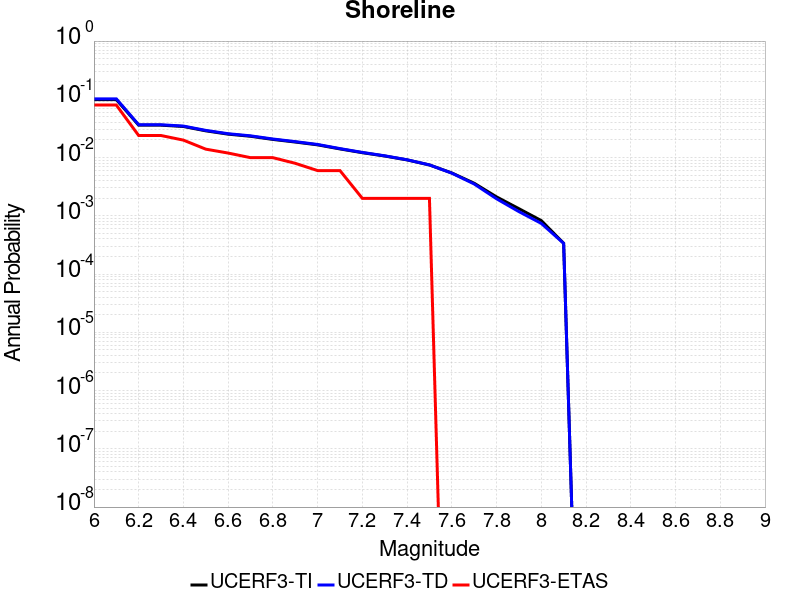 Shoreline
10^0
10^-1
10^-2
10^-3
10^-4
10^-5
10^-6
10^-7
10^-8
Annual Probability
6 6.2 6.4 6.6 6.8 7 7.2 7.4 7.6 7.8 8 8.2 8.4 8.6 8.8 9
Magnitude
UCERF3-TI UCERF3-TD UCERF3-ETAS